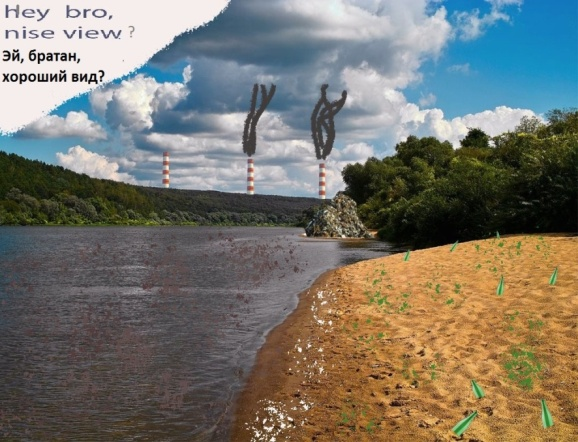 Hey bro,
nise view ?
Эй, братан,
хороший вид?